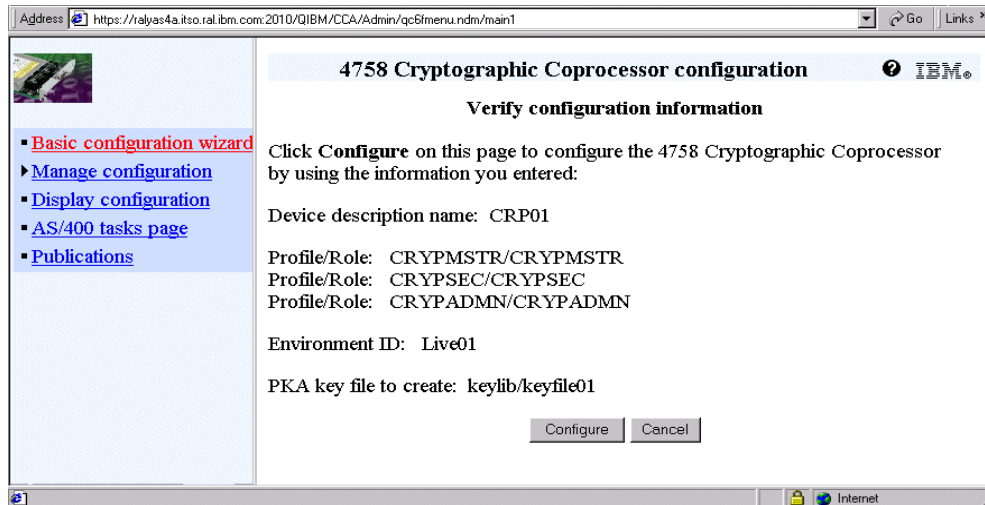 Address https://ralyas4a.itso.ral.ibm.com:2010/QIBM/CCA/Admin/qc6fmenu.ndm/main1 Go Links
4758 Cryptographic Coprocessor configuration ? IBM®
Verify configuration information
Basic configuration wizard
Manage configuration
Display configuration
AS/400 tasks page
Publications
Click Configure on this page to configure the 4758 Cryptographic Coprocessor
by using the information you entered:
Device description name: CRP01
Profile/Role: CRYPMSTR/CRYPMSTR
Profile/Role: CRYPSEC/CRYPSEC
Profile/Role: CRYPADMN/CRYPADMN
Environment ID: Live01
PKA key file to create: keylib/keyfile01
Configure Cancel
Internet